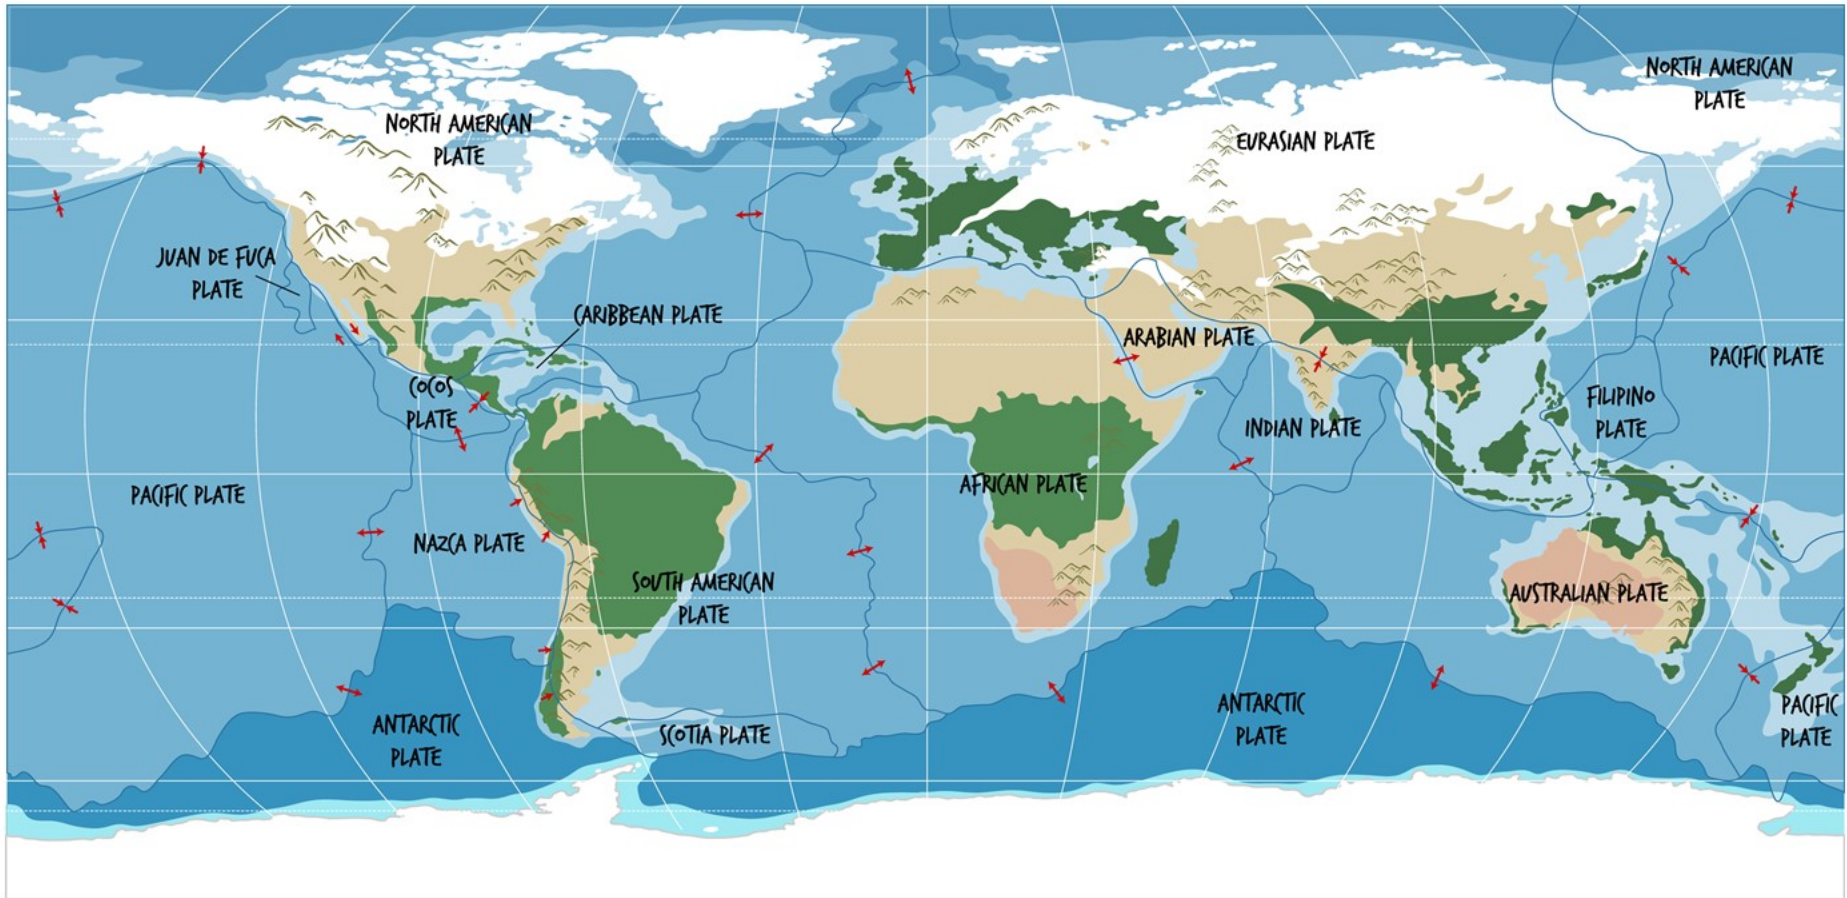 NORTH AMERICAN
PLATE
NORTH AMERICAN
PLATE
EURASIAN PLATE
JUAN DE FUCA
PLATE
CARIBBEAN PLATE
ARABIAN PLATE
PACIFIC PLATE
COCOS
PLATE
FILIPINO
PLATE
INDIAN PLATE
PACIFIC PLATE
AFRICAN PLATE
NAZCA PLATE
SOUTH AMERICAN
PLATE
AUSTRALIAN PLATE
ANTARCTIC
PLATE
SCOTIA PLATE
ANTARCTIC
PLATE
PACIFIC
PLATE